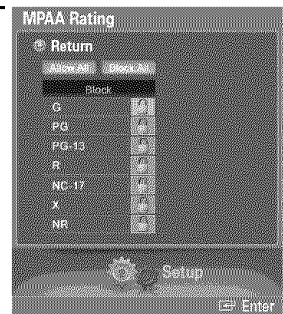 MPAA Rating
Return
Allow All Block All
Block
G
PG
PG-13
R
NC-17
X
NR
Setup
Enter